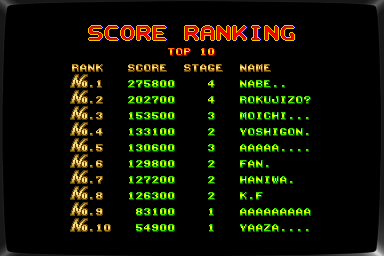 SCORE RANKING
TOP 10
RANK SCORE STAGE NAME
No.1 275800 4 NABE..
No.2 202700 4 ROKUJIZO?
No.3 153500 3 MOICHI...
No.4 133100 2 YOSHIGON.
No.5 130600 3 AAAAA....
No.6 129800 2 FAN.
No.7 127200 2 HANIWA.
No.8 126300 2 K.F
No.9 83100 1 AAAAAAAAA
No.10 54900 1 YAAZA....